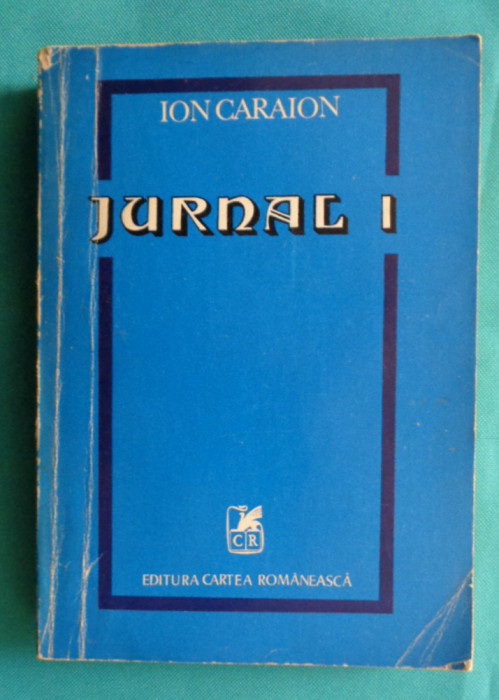 ION CARAION
JURNAL I
CR
EDITURA CARTEA ROMÂNEASCĂ